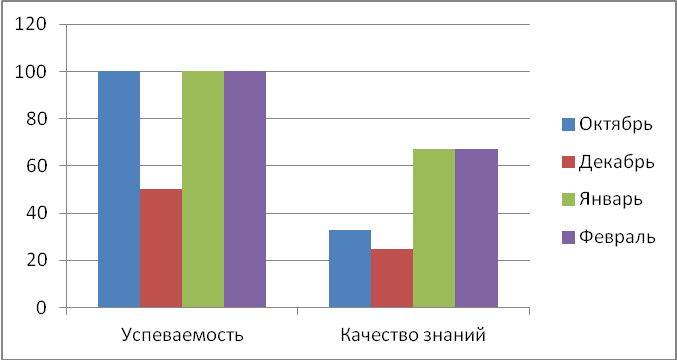 120
100
80
60
40
20
0
Успеваемость
Качество знаний
Октябрь
Декабрь
Январь
Февраль